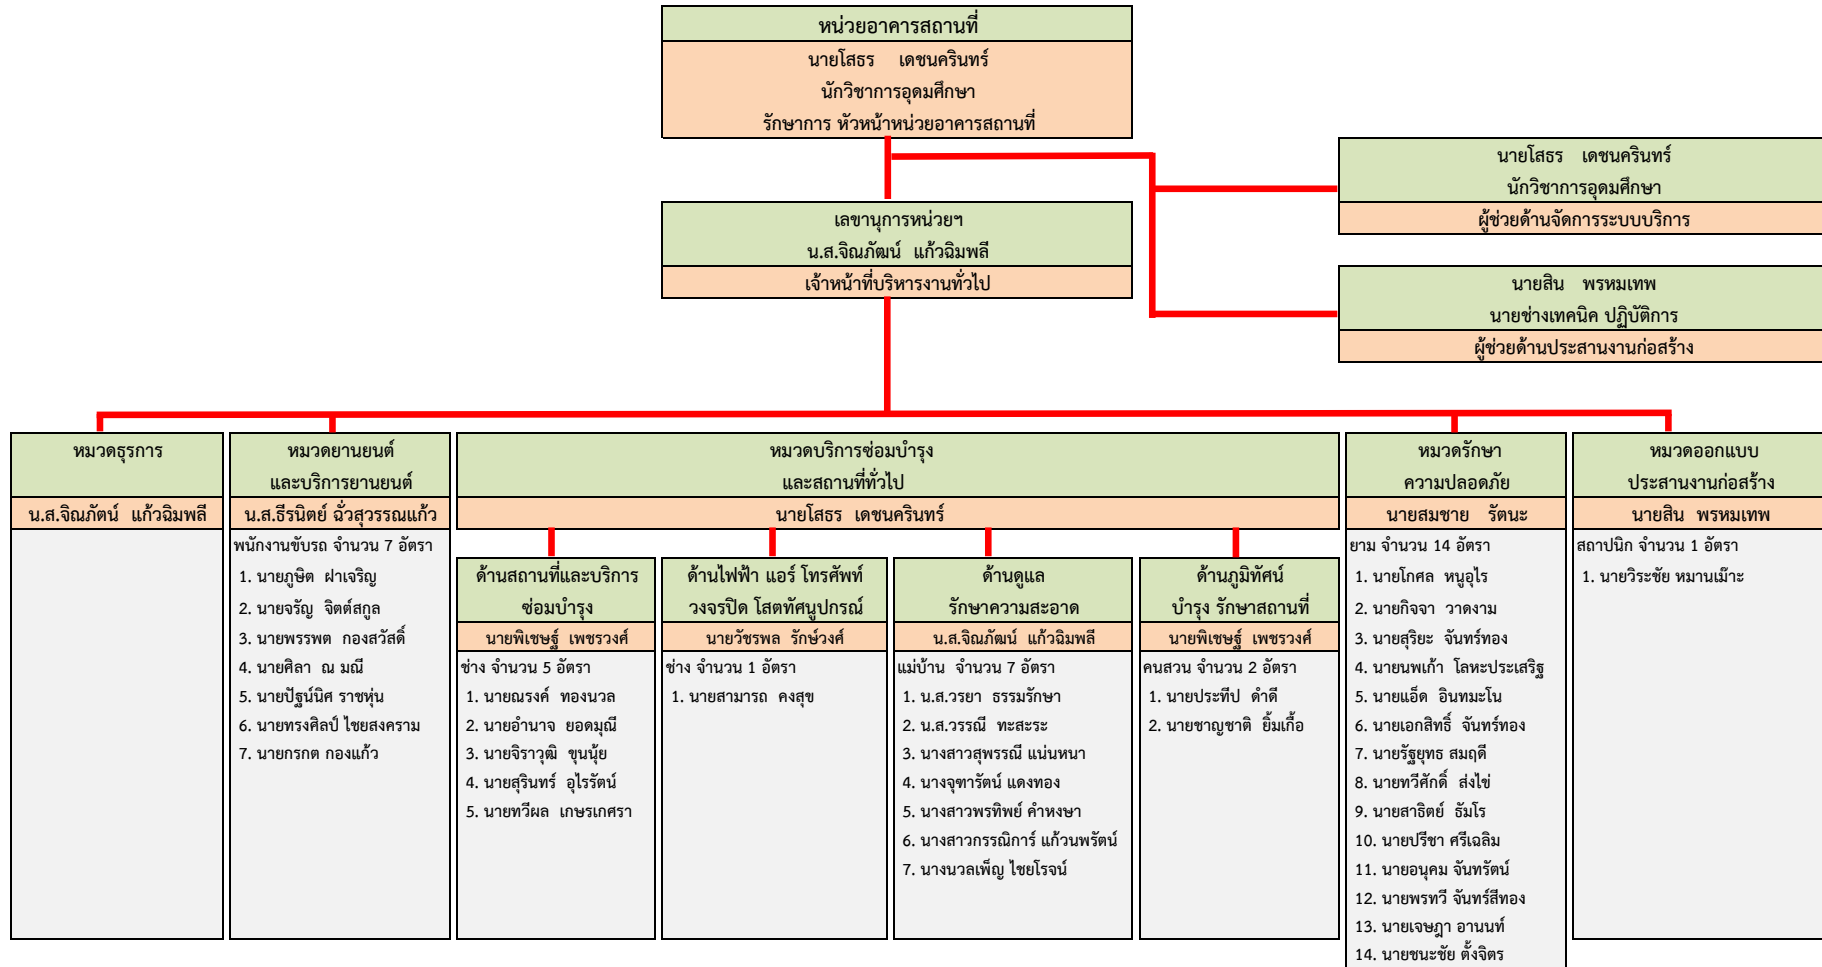 หน่วยอาคารสถานที่
นายโสธร เดชนครินทร์
นักวิชาการอุดมศึกษา
รักษาการ หัวหน้าหน่วยอาคารสถานที่
นายโสธร เดชนครินทร์
นักวิชาการอุดมศึกษา
ผู้ช่วยด้านจัดการระบบบริการ
เลขานุการหน่วยฯ
น.ส.จิณภัฒน์ แก้วฉิมพลี
เจ้าหน้าที่บริหารงานทั่วไป
นายสิน พรหมเทพ
นายช่างเทคนิค ปฏิบัติการ
ผู้ช่วยด้านประสานงานก่อสร้าง
หมวดธุรการ
น.ส.จิณภัตน์ แก้วฉิมพลี
หมวดยานยนต์
และบริการยานยนต์
น.ส.ธีรนิตย์ ฉั่วสุวรรณแก้ว
พนักงานขับรถ จำนวน 7 อัตรา
1. นายภูษิต ฝาเจริญ
2. นายจรัญ จิตต์สกูล
3. นายพรรพต กองสวัสดิ์
4. นายศิลา ณ มณี
5. นายปัฐน์นิศ ราชหุ่น
6. นายทรงศิลป์ ไชยสงคราม
7. นายกรกต กองแก้ว
หมวดบริการซ่อมบำรุง
และสถานที่ทั่วไป
นายโสธร เดชนครินทร์
ด้านสถานที่และบริการ
ซ่อมบำรุง
นายพิเชษฐ์ เพชรวงศ์
ช่าง จำนวน 5 อัตรา
1. นายณรงค์ ทองนวล
2. นายอำนาจ ยอดมุณี
3. นายจิราวุฒิ ขุนนุ้ย
4. นายสุรินทร์ อุไรรัตน์
5. นายทวีผล เกษรเกศรา
ด้านไฟฟ้า แอร์ โทรศัพท์
วงจรปิด โสตทัศนูปกรณ์
นายวัชรพล รักษ์วงศ์
ช่าง จำนวน 1 อัตรา
1. นายสามารถ คงสุข
ด้านดูแล
รักษาความสะอาด
น.ส.จิณภัฒน์ แก้วฉิมพลี
แม่บ้าน จำนวน 7 อัตรา
1. น.ส.วรยา ธรรมรักษา
2. น.ส.วรรณี ทะสะระ
3. นางสาวสุพรรณี แน่นหนา
4. นางจุฑารัตน์ แดงทอง
5. นางสาวพรทิพย์ คำหงษา
6. นางสาวกรรณิการ์ แก้วนพรัตน์
7. นางนวลเพ็ญ ไชยโรจน์
ด้านภูมิทัศน์
บำรุง รักษาสถานที่
นายพิเชษฐ์ เพชรวงศ์
คนสวน จำนวน 2 อัตรา
1. นายประทีป ดำดี
2. นายชาญชาติ ยิ้มเกื้อ
หมวดรักษา
ความปลอดภัย
นายสมชาย รัตนะ
ยาม จำนวน 14 อัตรา
1. นายโกศล หนูอุไร
2. นายกิจจา วาดงาม
3. นายสุริยะ จันทร์ทอง
4. นายนพเก้า โลหะประเสริฐ
5. นายแอ็ด อินทมะโน
6. นายเอกสิทธิ์ จันทร์ทอง
7. นายรัฐยุทธ สมฤดี
8. นายทวีศักดิ์ ส่งไข่
9. นายสาธิตย์ ธัมโร
10. นายปรีชา ศรีเฉลิม
11. นายอนุคม จันทรัตน์
12. นายพรทวี จันทร์สีทอง
13. นายเจษฎา อานนท์
14. นายชนะชัย ตั้งจิตร
หมวดออกแบบ
ประสานงานก่อสร้าง
นายสิน พรหมเทพ
สถาปนิก จำนวน 1 อัตรา
1. นายวิระชัย หมานเม๊าะ